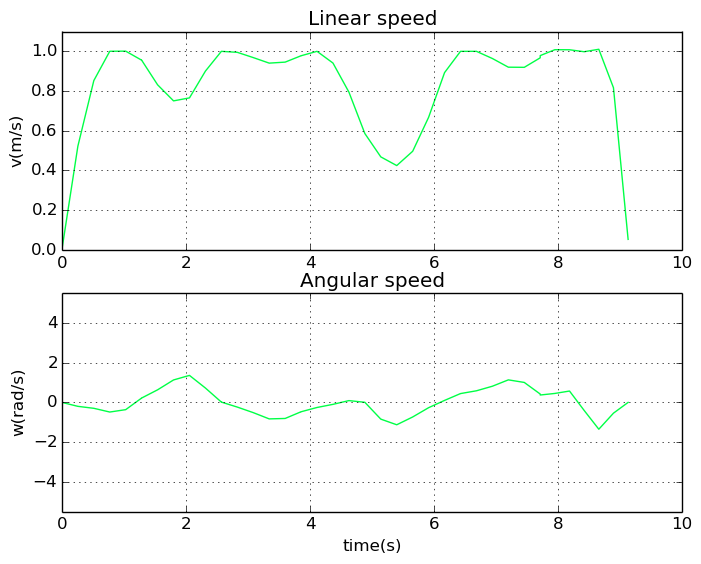 Linear speed
1.0
0.8
0.6
0.4
0.2
0.0
v(m/s)
0 2 4 6 8 10
Angular speed
4
2
0
−2
−4
w(rad/s)
0 2 4 6 8 10
time(s)